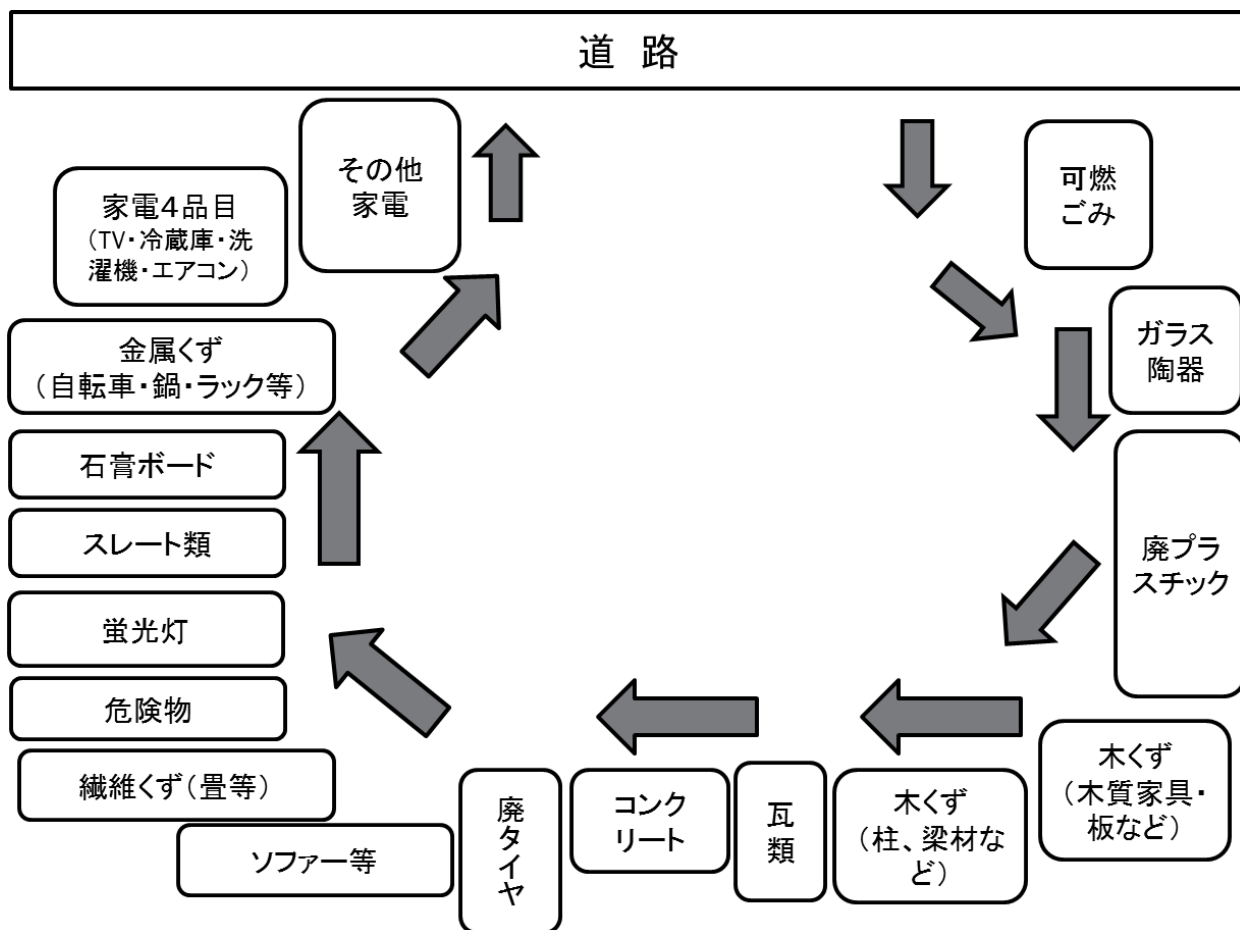 道 路
その他
家電
家電4品目
（TV・冷蔵庫・洗
濯機・エアコン）
金属くず
（自転車・鍋・ラック等）
石膏ボード
スレート類
蛍光灯
危険物
繊維くず（畳等）
ソファー等
廃タイヤ
コンク
リート
瓦類
木くず
（柱、梁材な
ど）
木くず
（木質家具・
板など）
廃プラ
スチック
ガラス
陶器
可燃
ごみ